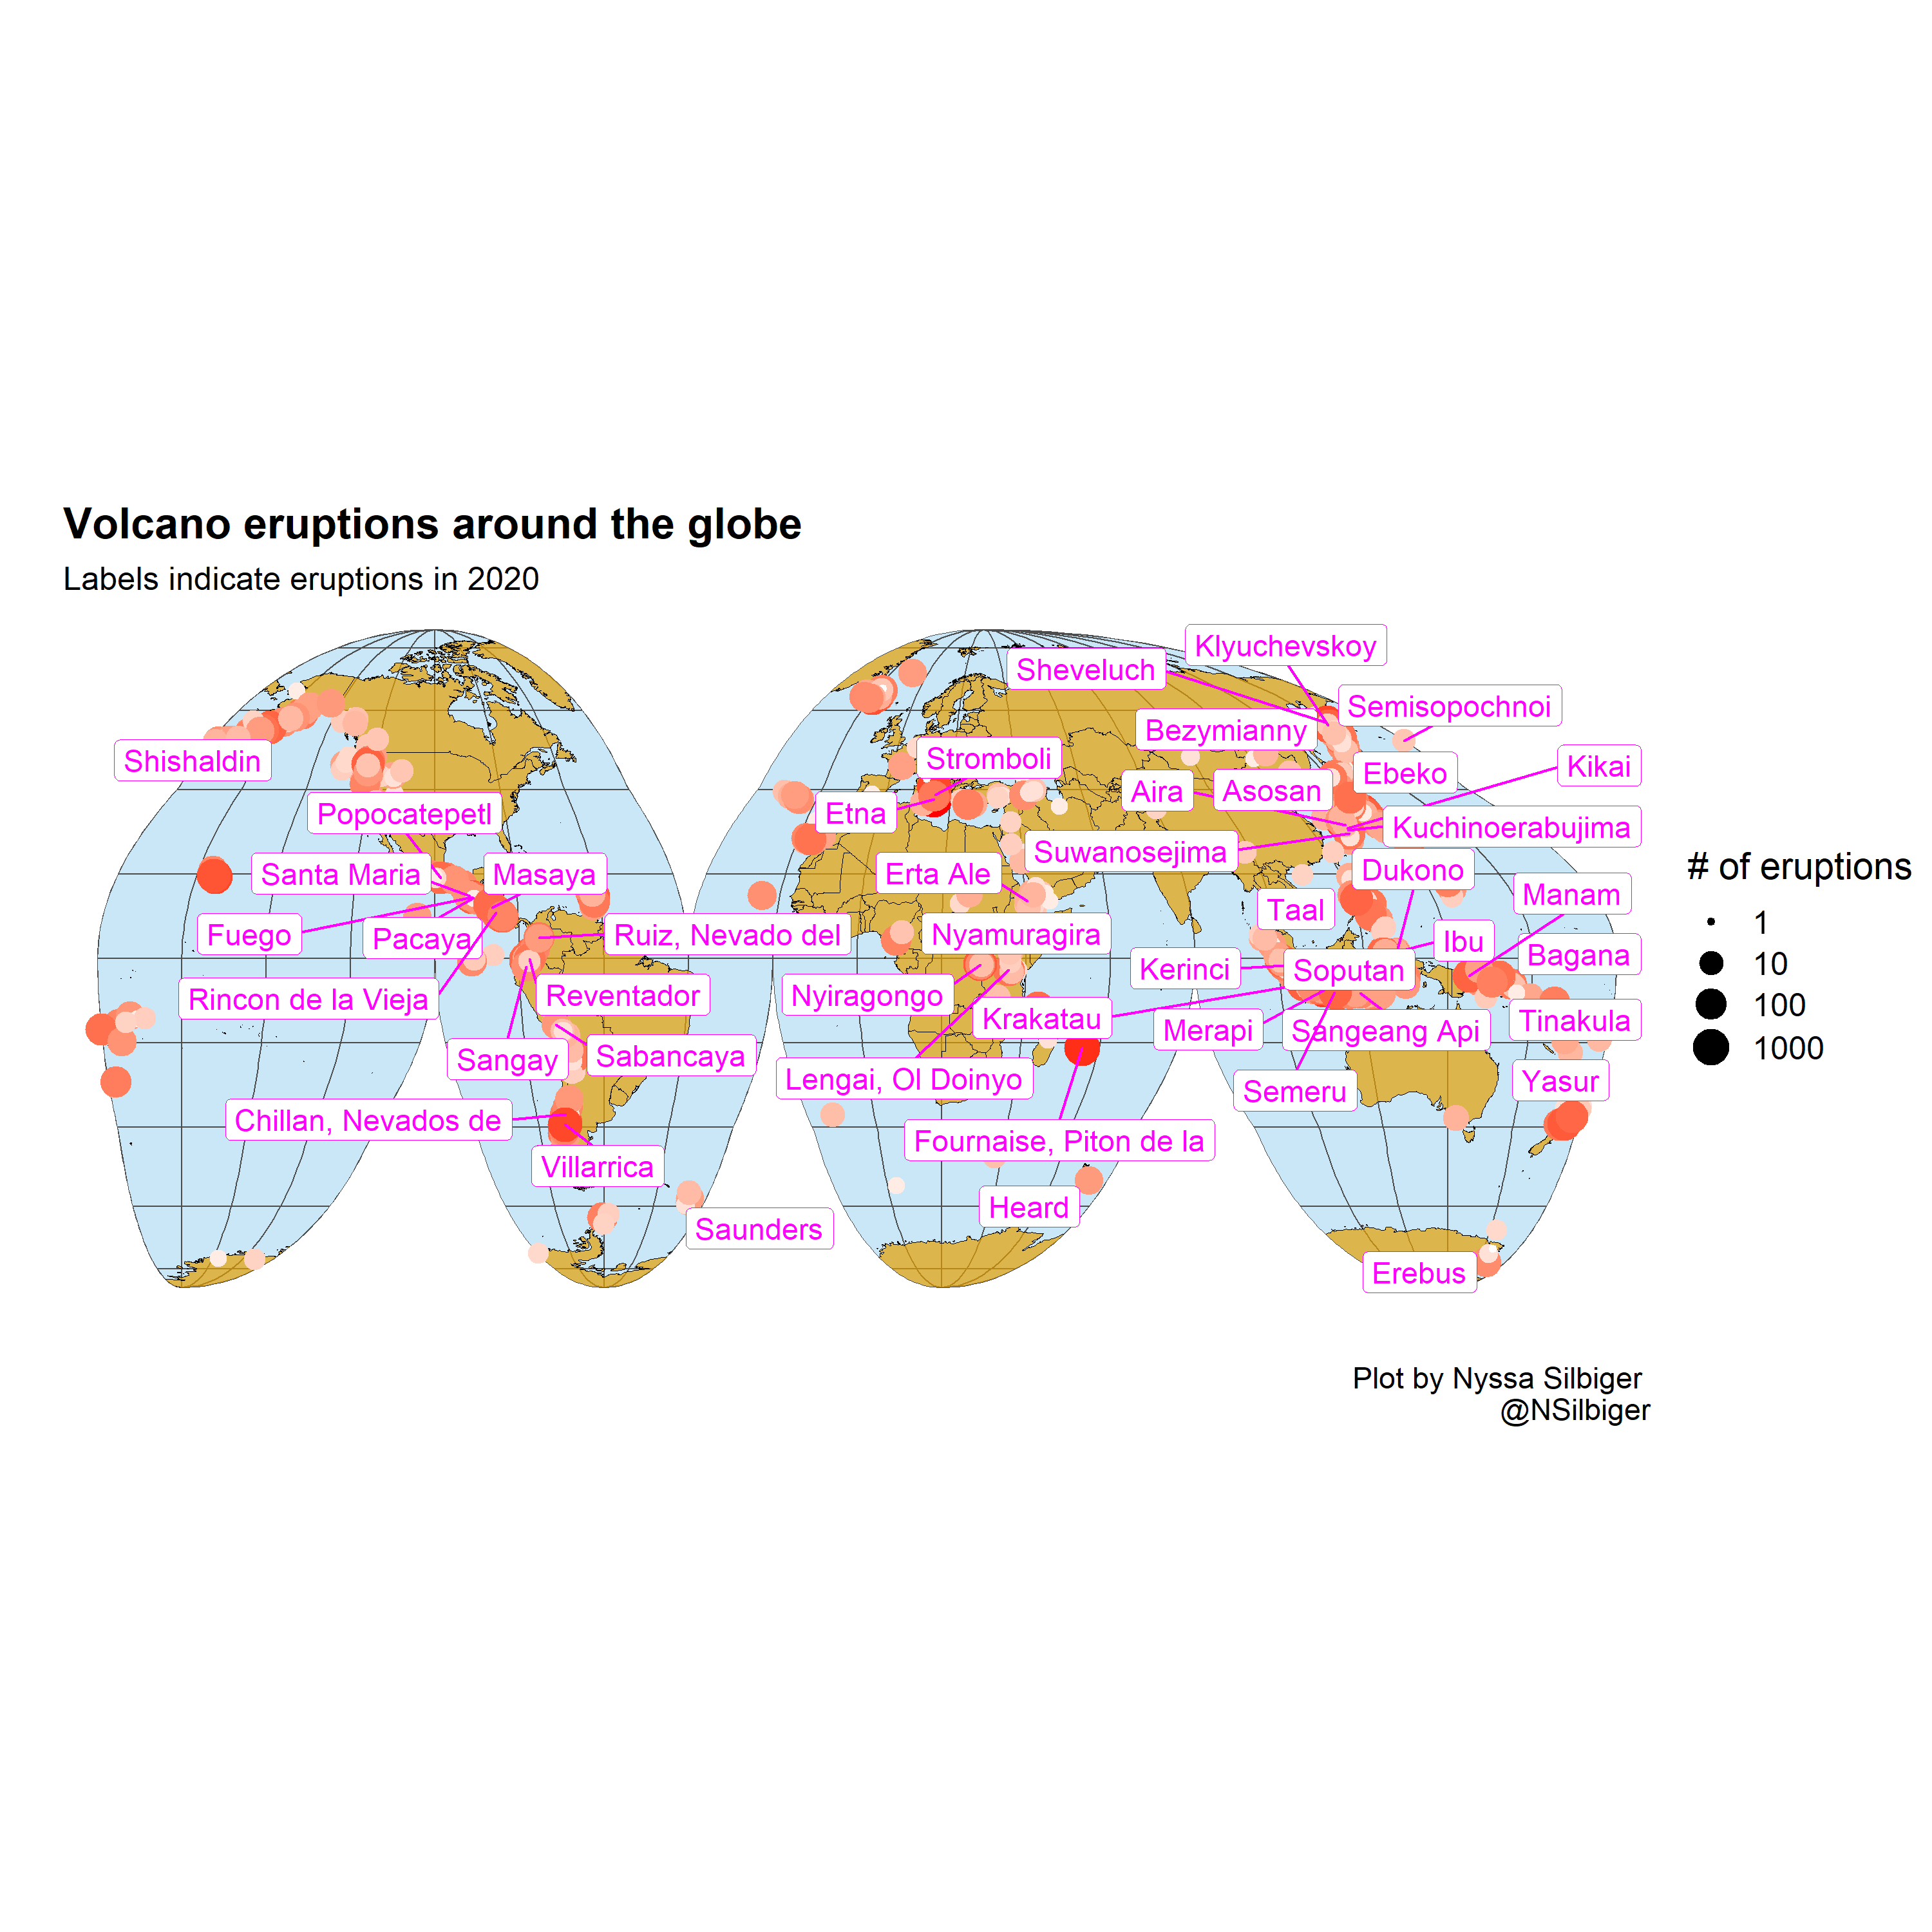 Volcano eruptions around the globe
Labels indicate eruptions in 2020
Klyuchevskoy
Sheveluch
Semisopochnoi
Bezymianny
Stromboli
Shishaldin
Kikai
Ebeko
Aira
Asosan
Etna
Popocatepetl
Kuchinoerabujima
Suwanosejima
Dukono
Santa Maria
Masaya
Erta Ale
Manam
Taal
Fuego
Pacaya
Ruiz, Nevado del
Nyamuragira
Ibu
Bagana
Kerinci
Soputan
Rincon de la Vieja
Reventador
Nyiragongo
Krakatau
Merapi
Sangeang Api
Tinakula
Sangay
Sabancaya
Lengai, Ol Doinyo
Semeru
Yasur
Chillan, Nevados de
Fournaise, Piton de la
Villarrica
Heard
Saunders
Erebus
# of eruptions
1
10
100
1000
Plot by Nyssa Silbiger
@NSilbiger